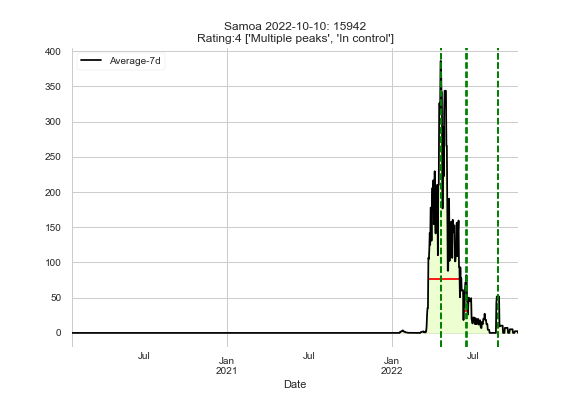 Samoa 2022-10-10: 15942
Rating:4 ['Multiple peaks', 'In control']
400
350
300
250
200
150
100
50
0
Average-7d
Jul
Jan
2021
Jul
Jan
2022
Jul
Date